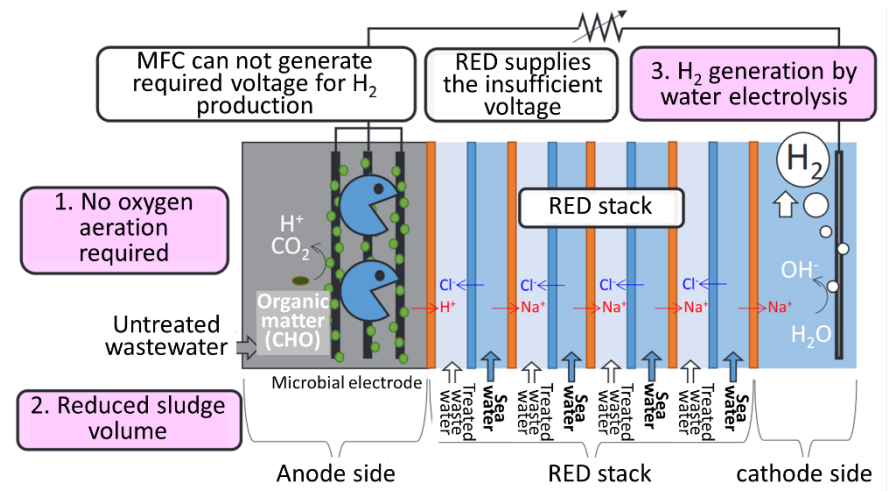 MFC can not generate
required voltage for H2
production
RED supplies
the insufficient
voltage
3. H2 generation by
water electrolysis
1. No oxygen
aeration
required
H+
CO2
Organic
matter
(CHO)
Untreated
wastewater
2. Reduced sludge
volume
Microbial electrode
RED stack
Cl-
Cl-
Cl-
Cl-
H+
Na+
Na+
Na+
Na+
H2
OH-
H2O
Treated
waste
water
Sea
water
Treated
waste
water
Sea
water
Treated
waste
water
Sea
water
Treated
waste
water
Sea
water
Anode side
RED stack
cathode side